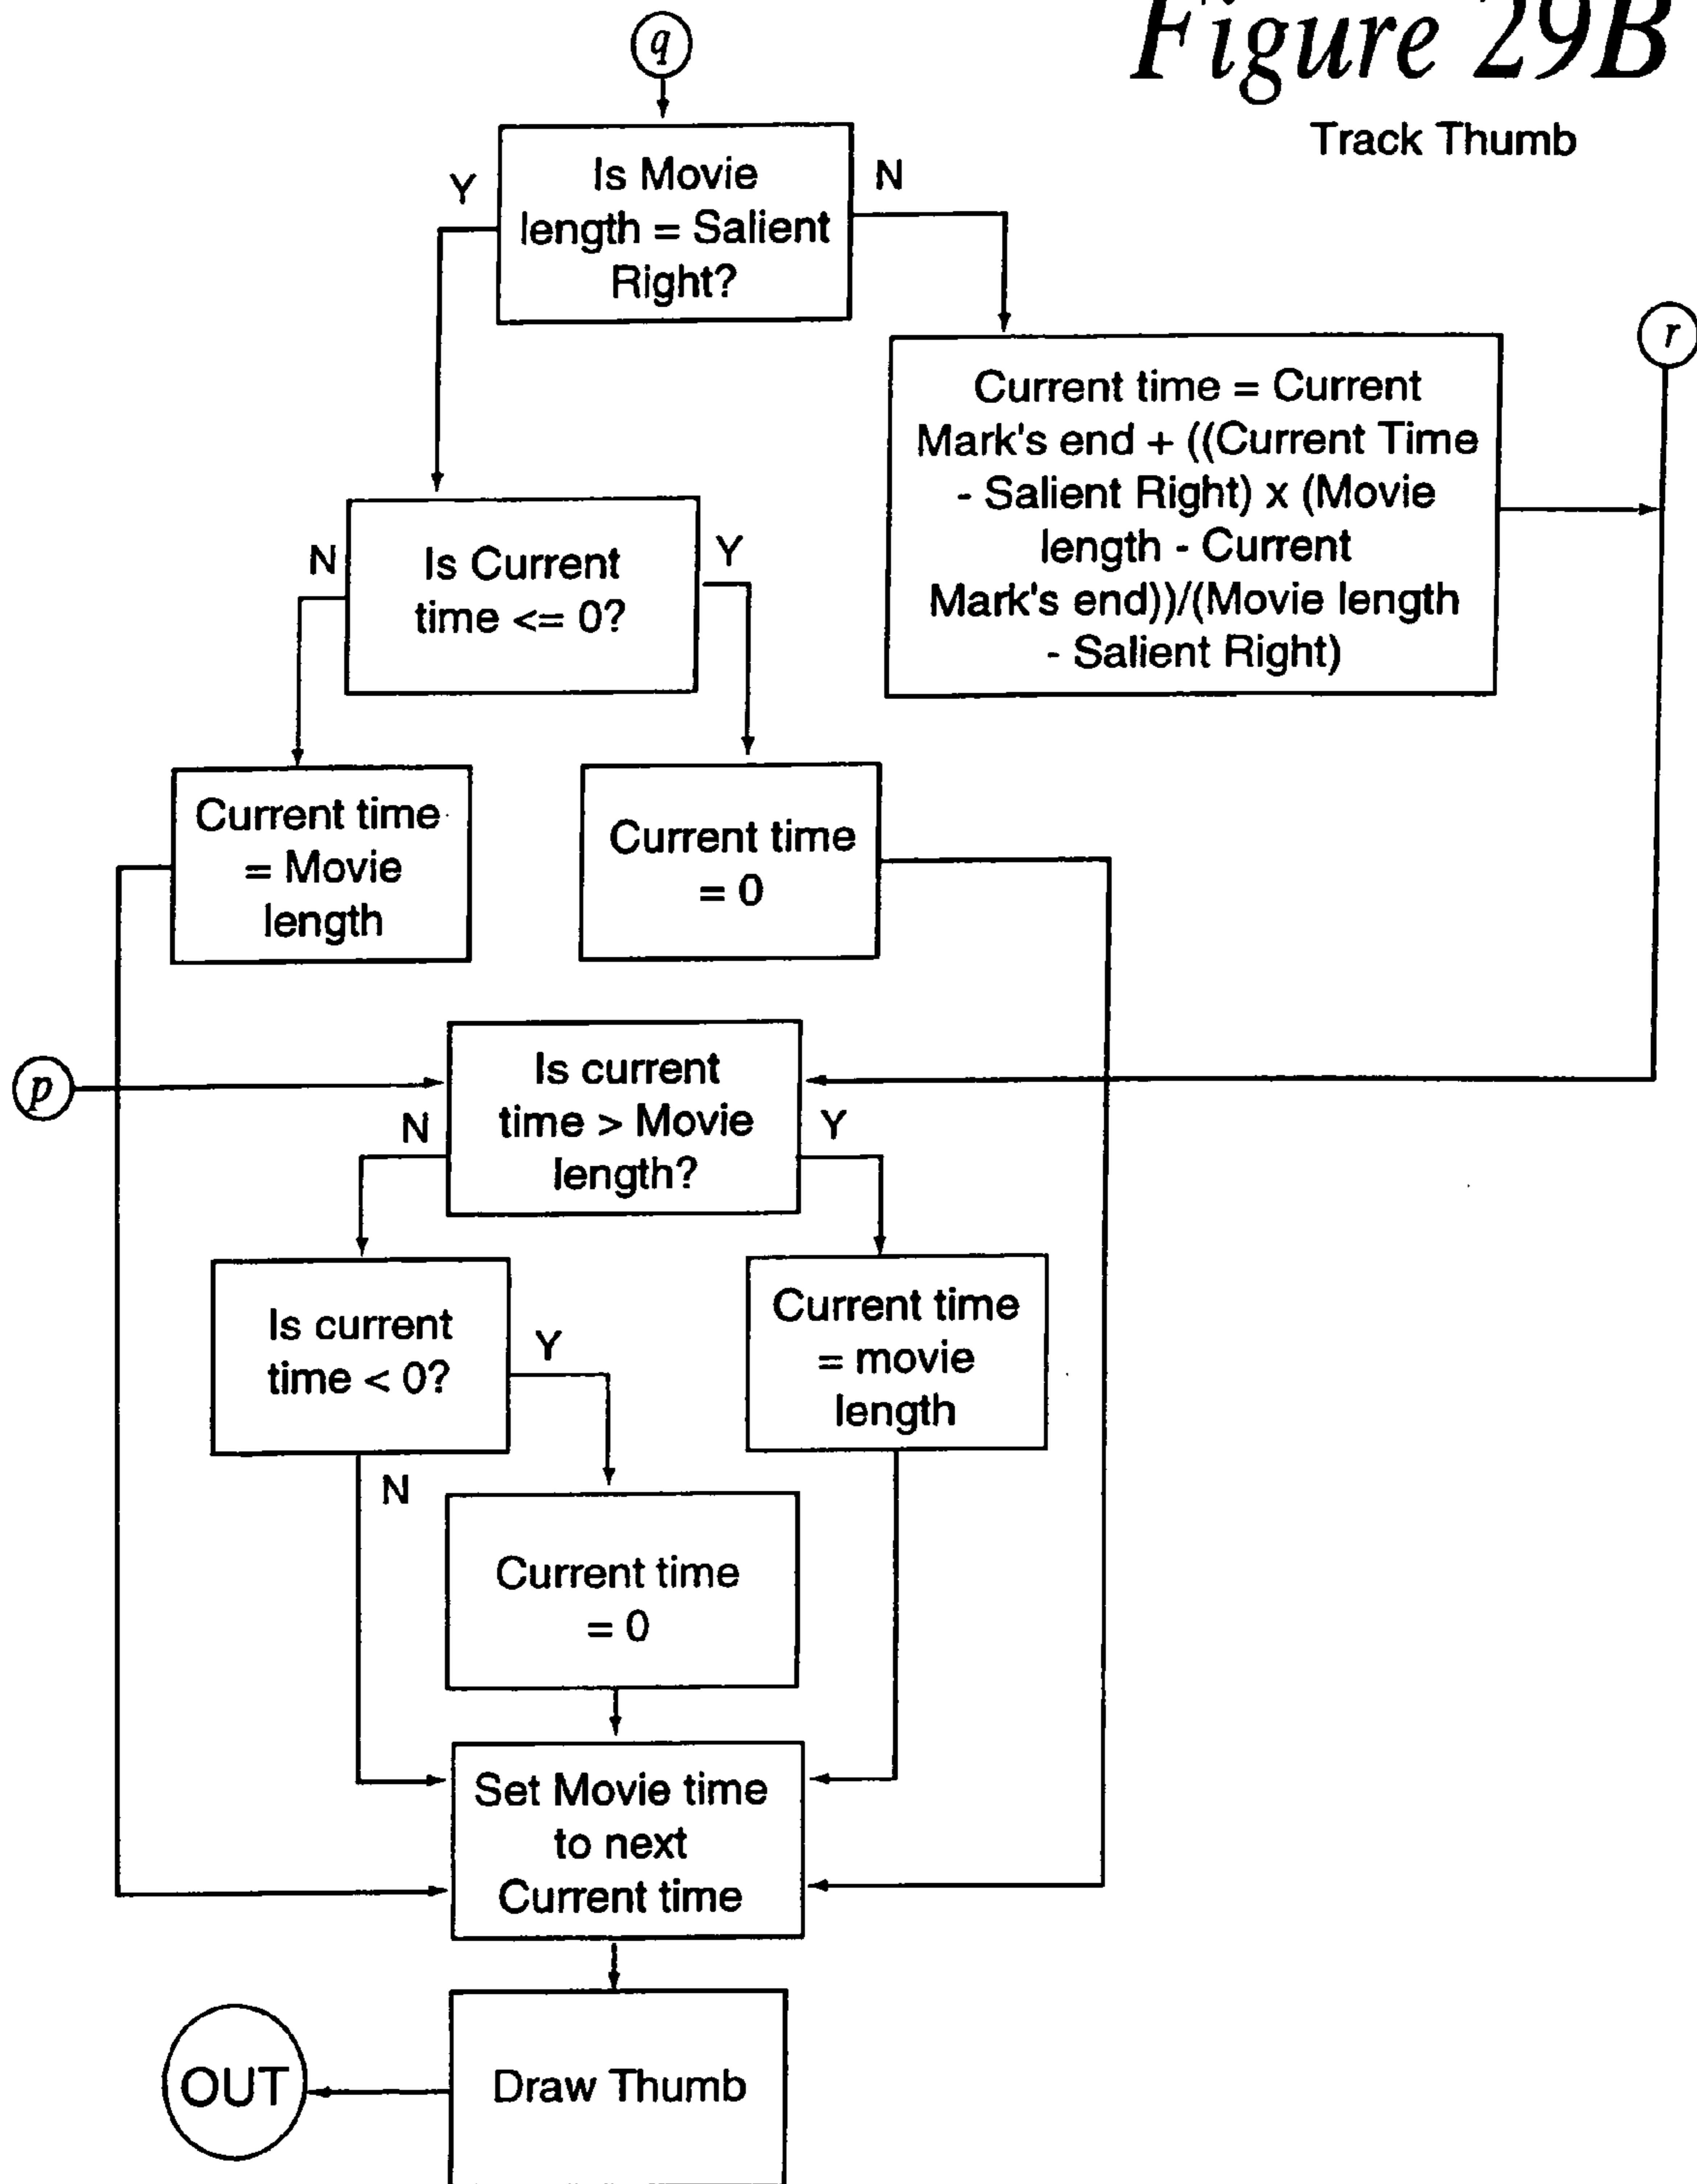 Figure 29B
Track Thumb
q
Is Movie
length = Salient
Right?
Y
N
r
Current time = Current
Mark's end + ((Current Time
- Salient Right) x (Movie
length - Current
Mark's end))/(Movie length
- Salient Right)
Is Current
time <= 0?
N
Y
Current time
= Movie
length
Current time
= 0
p
Is current
time > Movie
length?
N
Y
Is current
time < 0?
Y
N
Current time
= movie
length
Current time
= 0
Set Movie time
to next
Current time
Draw Thumb
OUT